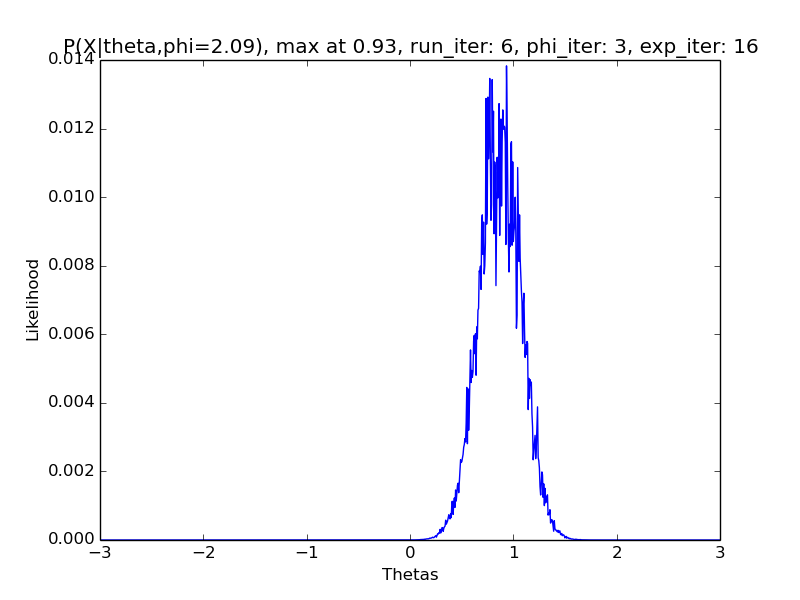 P(X|theta,phi=2.09), max at 0.93, run_iter: 6, phi_iter: 3, exp_iter: 16
0.014
0.012
0.010
0.008
0.006
0.004
0.002
0.000
Likelihood
−3 −2 −1 0 1 2 3
Thetas